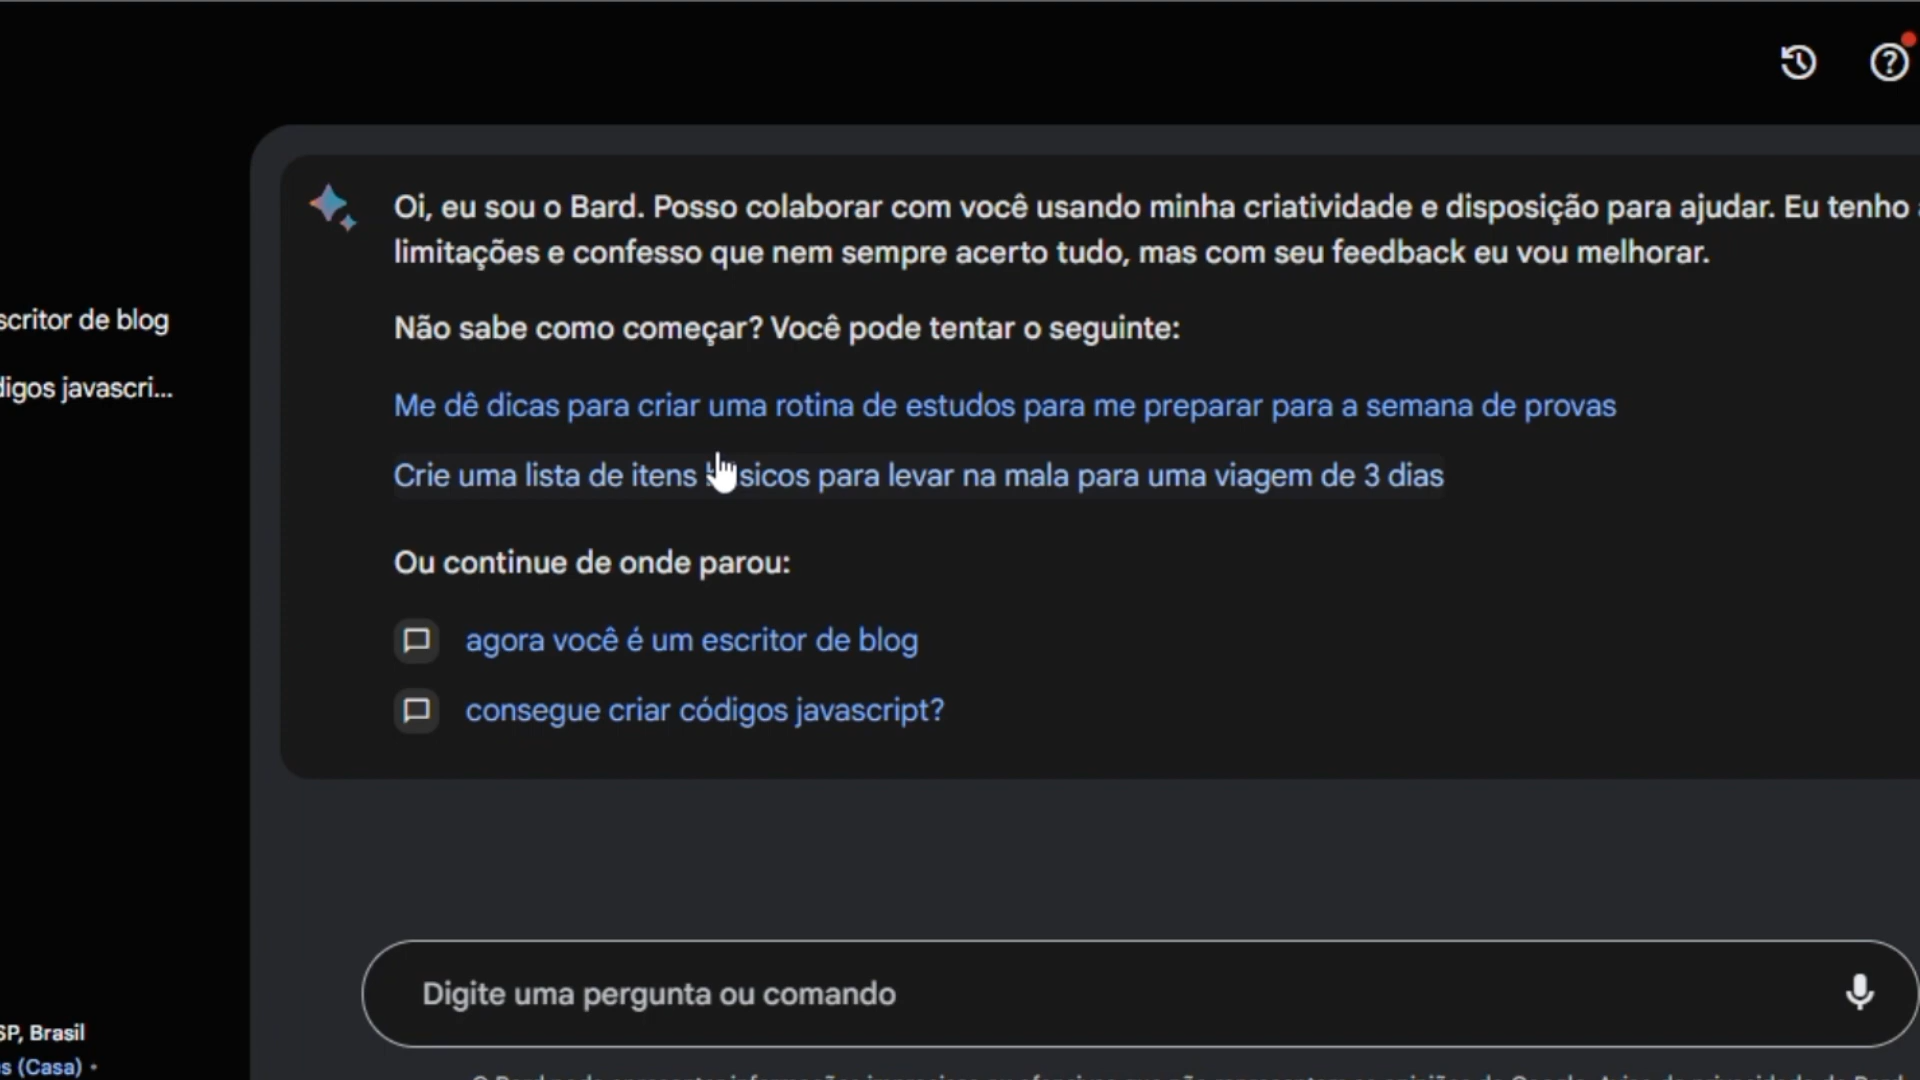 Oi, eu sou o Bard. Posso colaborar com você usando minha criatividade e disposição para ajudar. Eu tenho
limitações e confesso que nem sempre acerto tudo, mas com seu feedback eu vou melhorar.
scritor de blog
Não sabe como começar? Você pode tentar o seguinte:
digos javascri...
Me dê dicas para criar uma rotina de estudos para me preparar para a semana de provas
Crie uma lista de itens sicos para levar na mala para uma viagem de 3 dias
Ou continue de onde parou:
agora você é um escritor de blog
consegue criar códigos javascript?
Digite uma pergunta ou comando
SP, Brasil
s (Casa) •